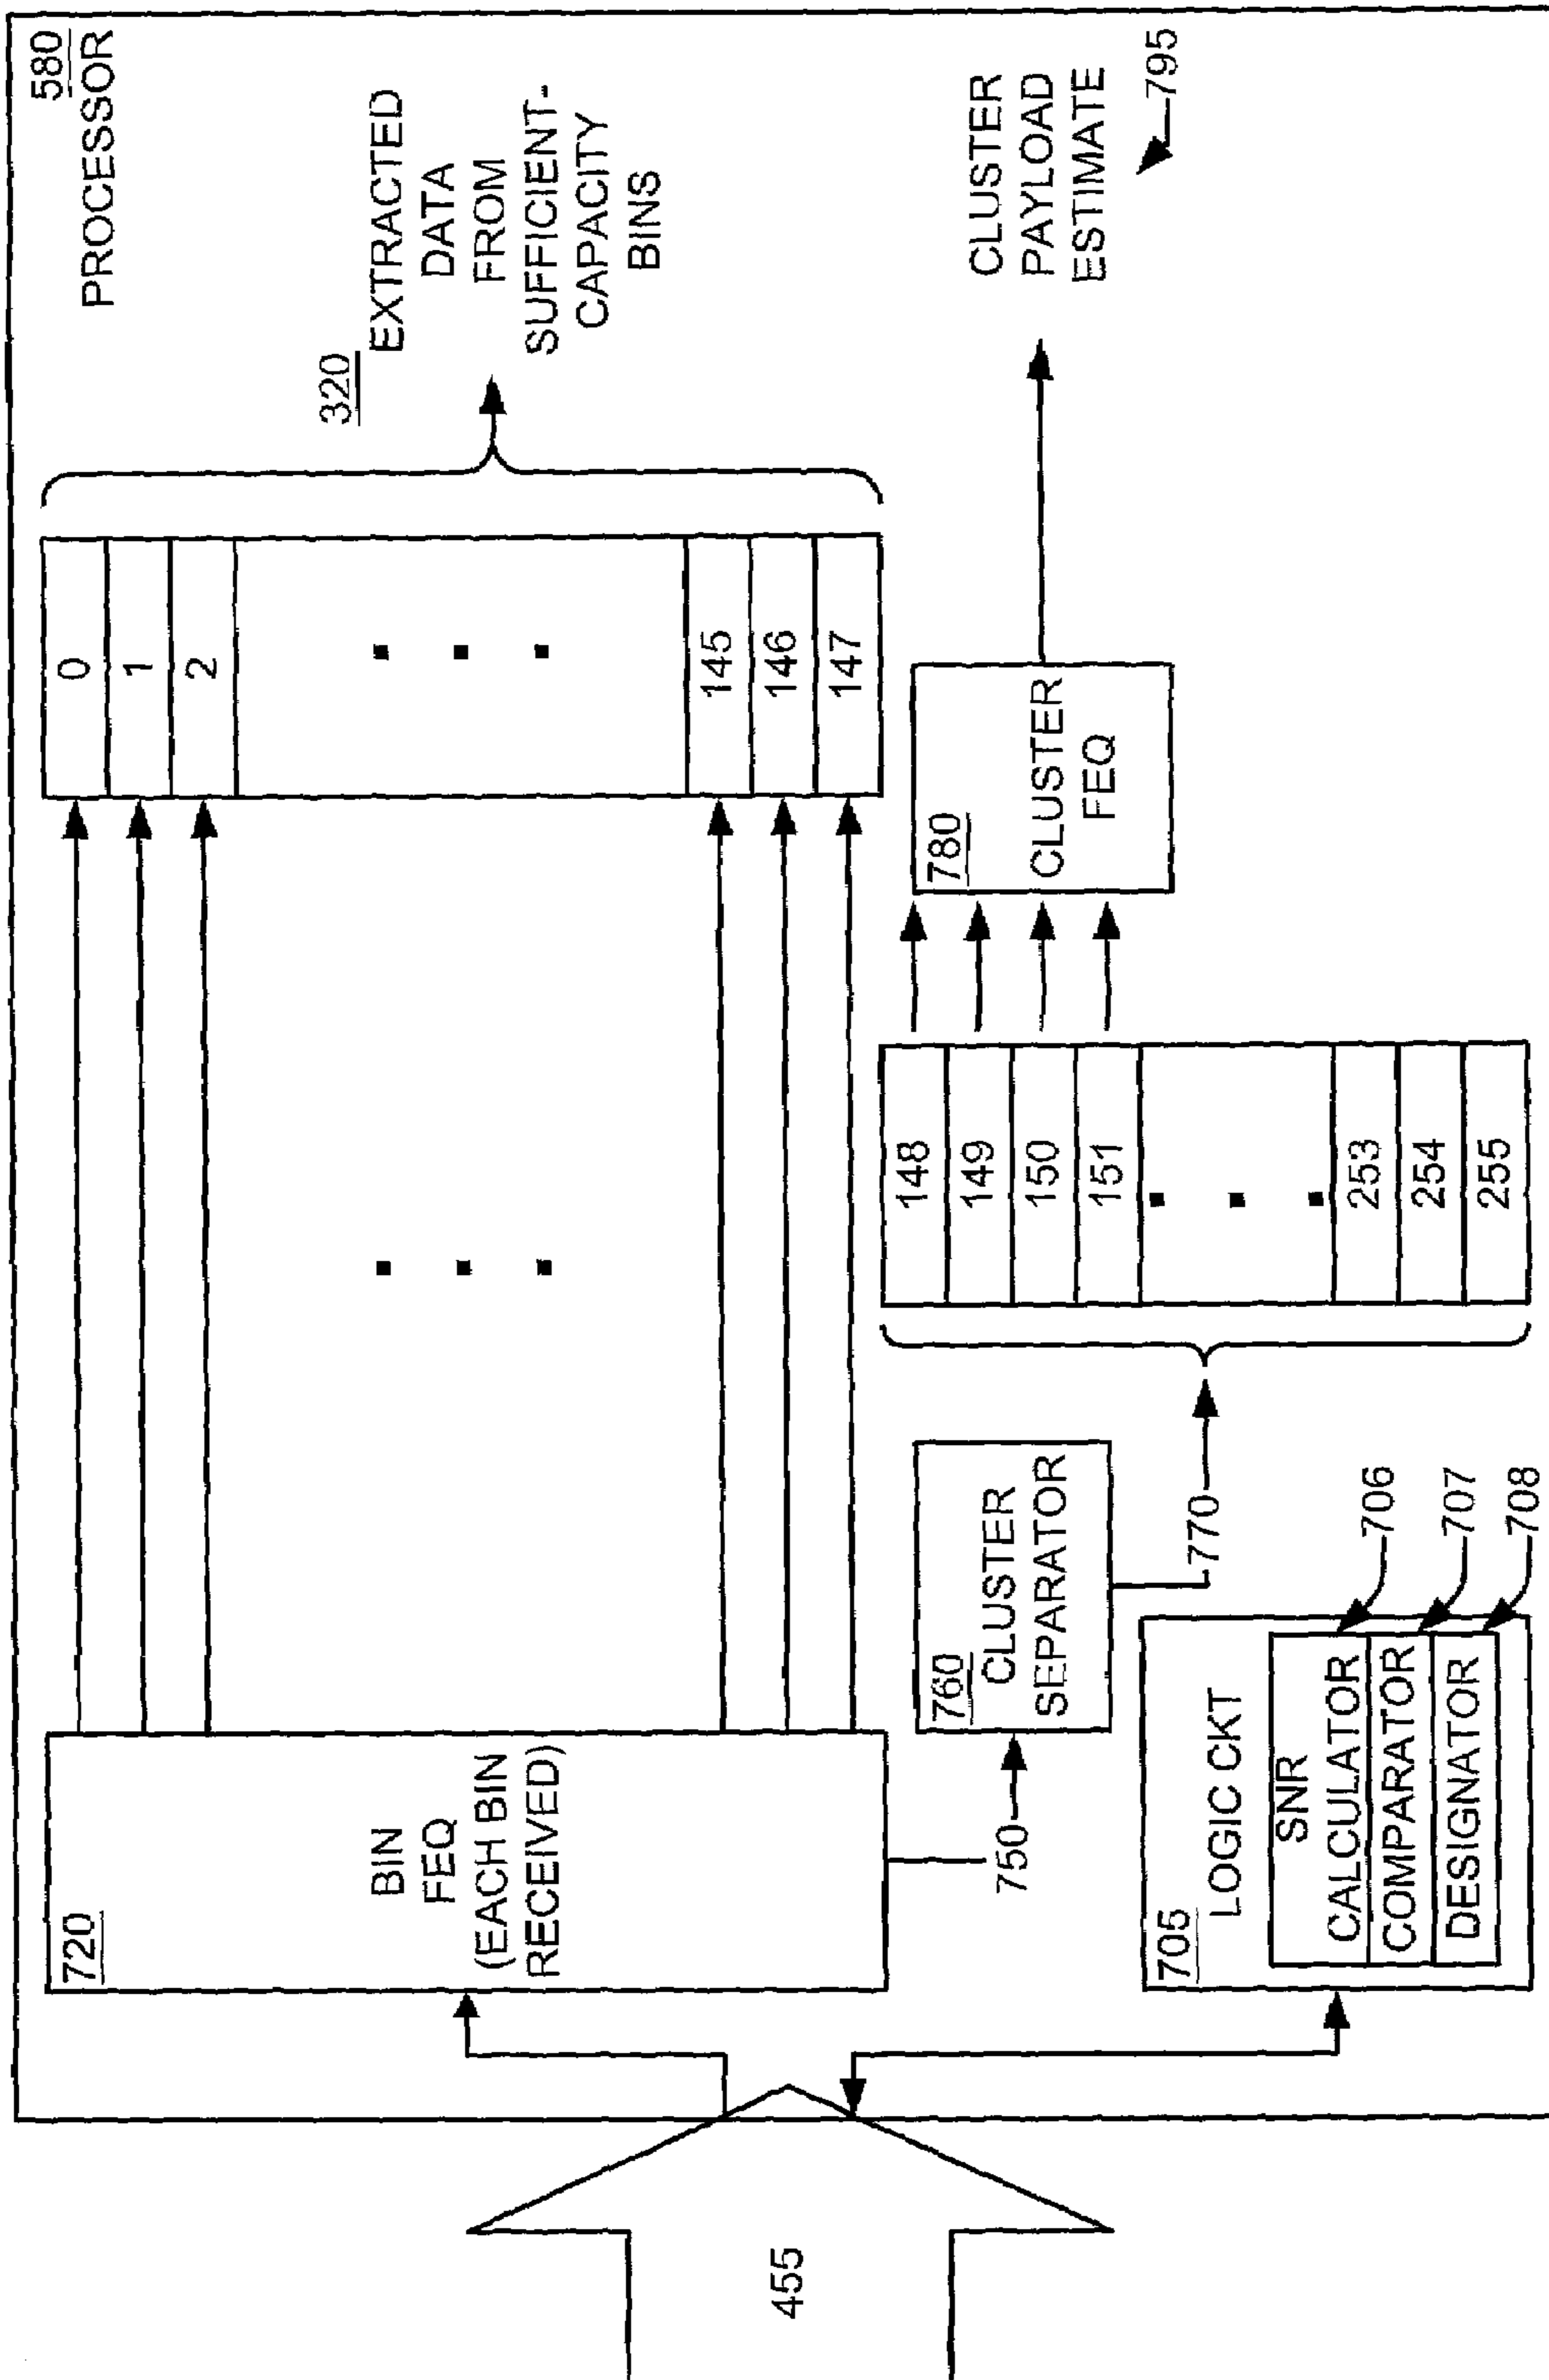 580
PROCESSOR
320
EXTRACTED
DATA
FROM
SUFFICIENT-
CAPACITY
BINS
0
1
2
145
146
147
720
BIN
FEQ
(EACH BIN
RECEIVED)
455
750
760
CLUSTER
SEPARATOR
770
148
149
150
151
253
254
255
780
CLUSTER
FEQ
CLUSTER
PAYLOAD
ESTIMATE
795
705
LOGIC CKT
SNR
CALCULATOR
COMPARATOR
DESIGNATOR
706
707
708